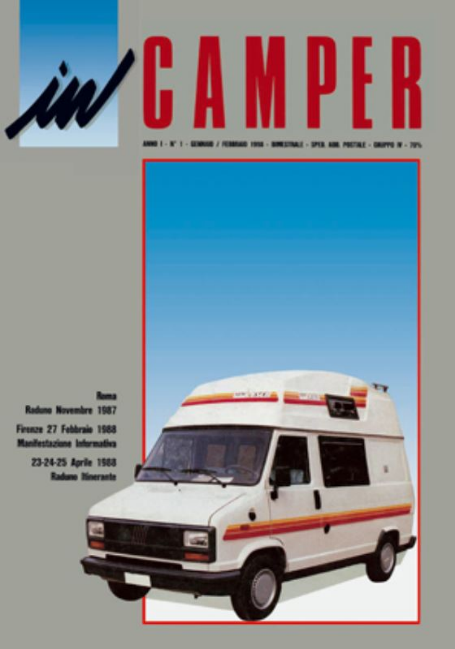 in CAMPER
ANNO I - N° 1 - GENNAIO / FEBBRAIO 1988 - BIMESTRALE - SPED. ABB. POSTALE - GRUPPO IV - 70%
Roma
Raduno Novembre 1987
Firenze 27 Febbraio 1988
Manifestazione Informativa
23-24-25 Aprile 1988
Raduno Itinerante